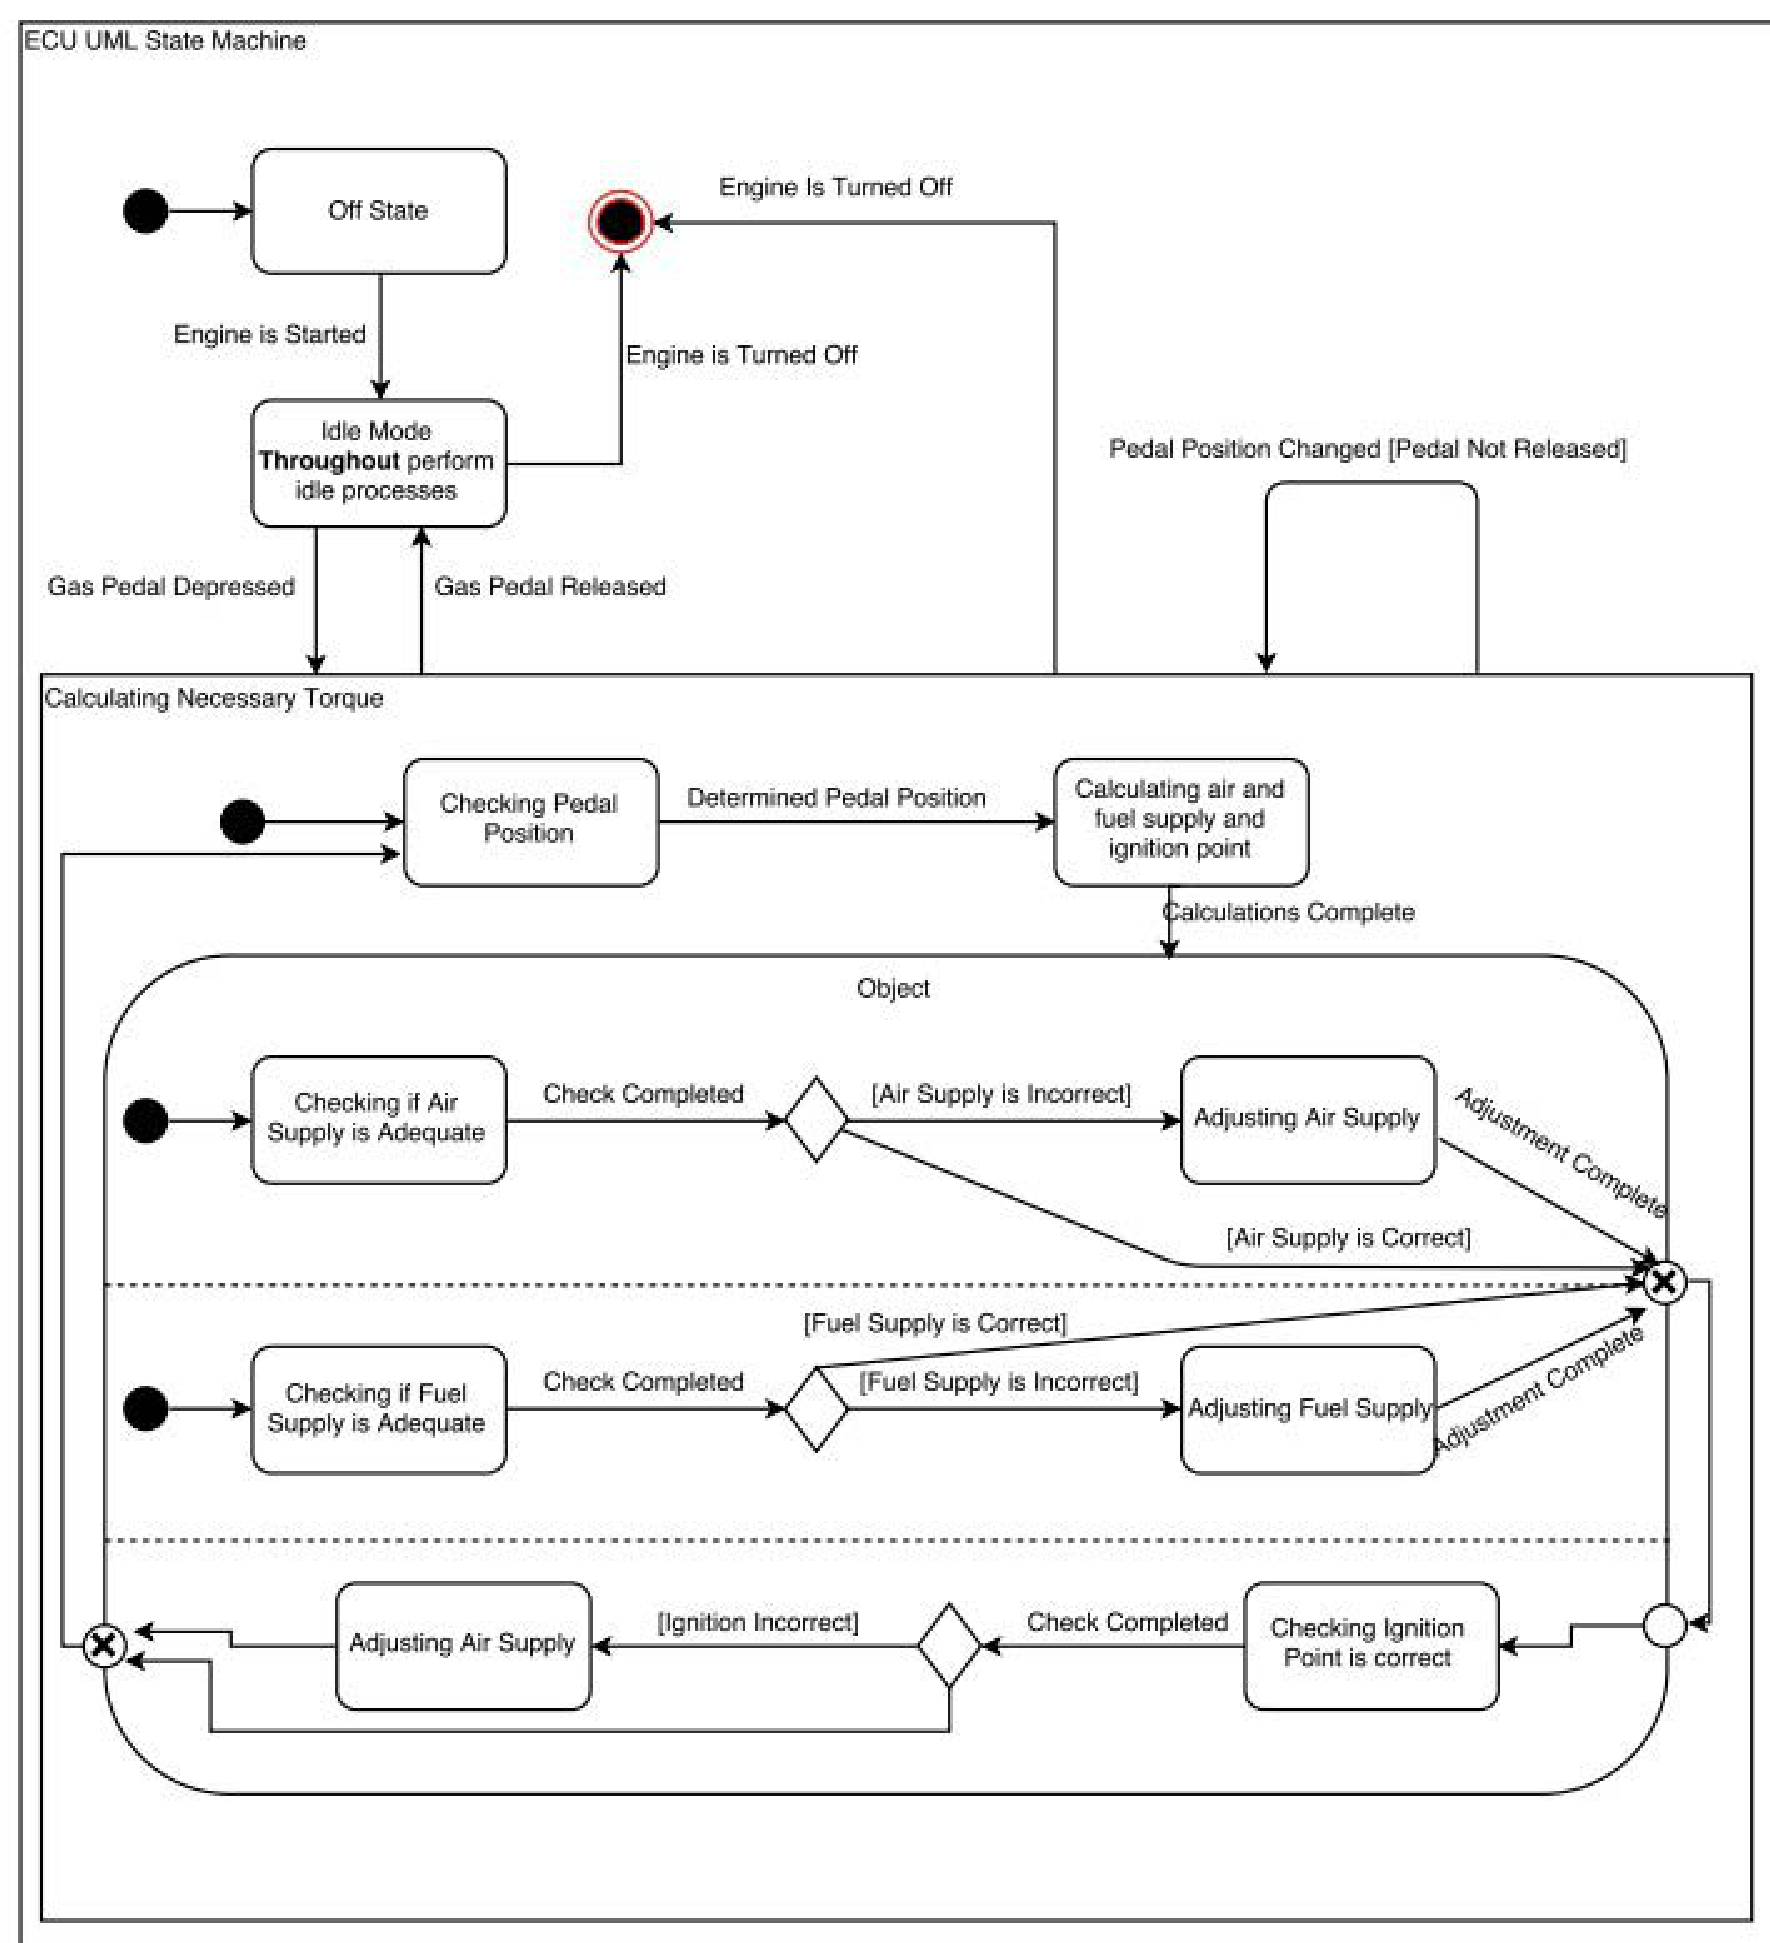 ECU UML State Machine
Off State
Engine Is Turned Off
Engine is Started
Engine is Turned Off
Idle Mode
Throughout perform
idle processes
Pedal Position Changed [Pedal Not Released]
Gas Pedal Depressed
Gas Pedal Released
Calculating Necessary Torque
Checking Pedal
Position
Determined Pedal Position
Calculating air and
fuel supply and
ignition point
Calculations Complete
Object
Checking if Air
Supply is Adequate
Check Completed
[Air Supply is Incorrect]
Adjusting Air Supply
Adjustment Complete
[Air Supply is Correct]
[Fuel Supply is Correct]
Checking if Fuel
Supply is Adequate
Check Completed
[Fuel Supply is Incorrect]
Adjusting Fuel Supply
Adjustment Complete
Adjusting Air Supply
[Ignition Incorrect]
Check Completed
Checking Ignition
Point is correct